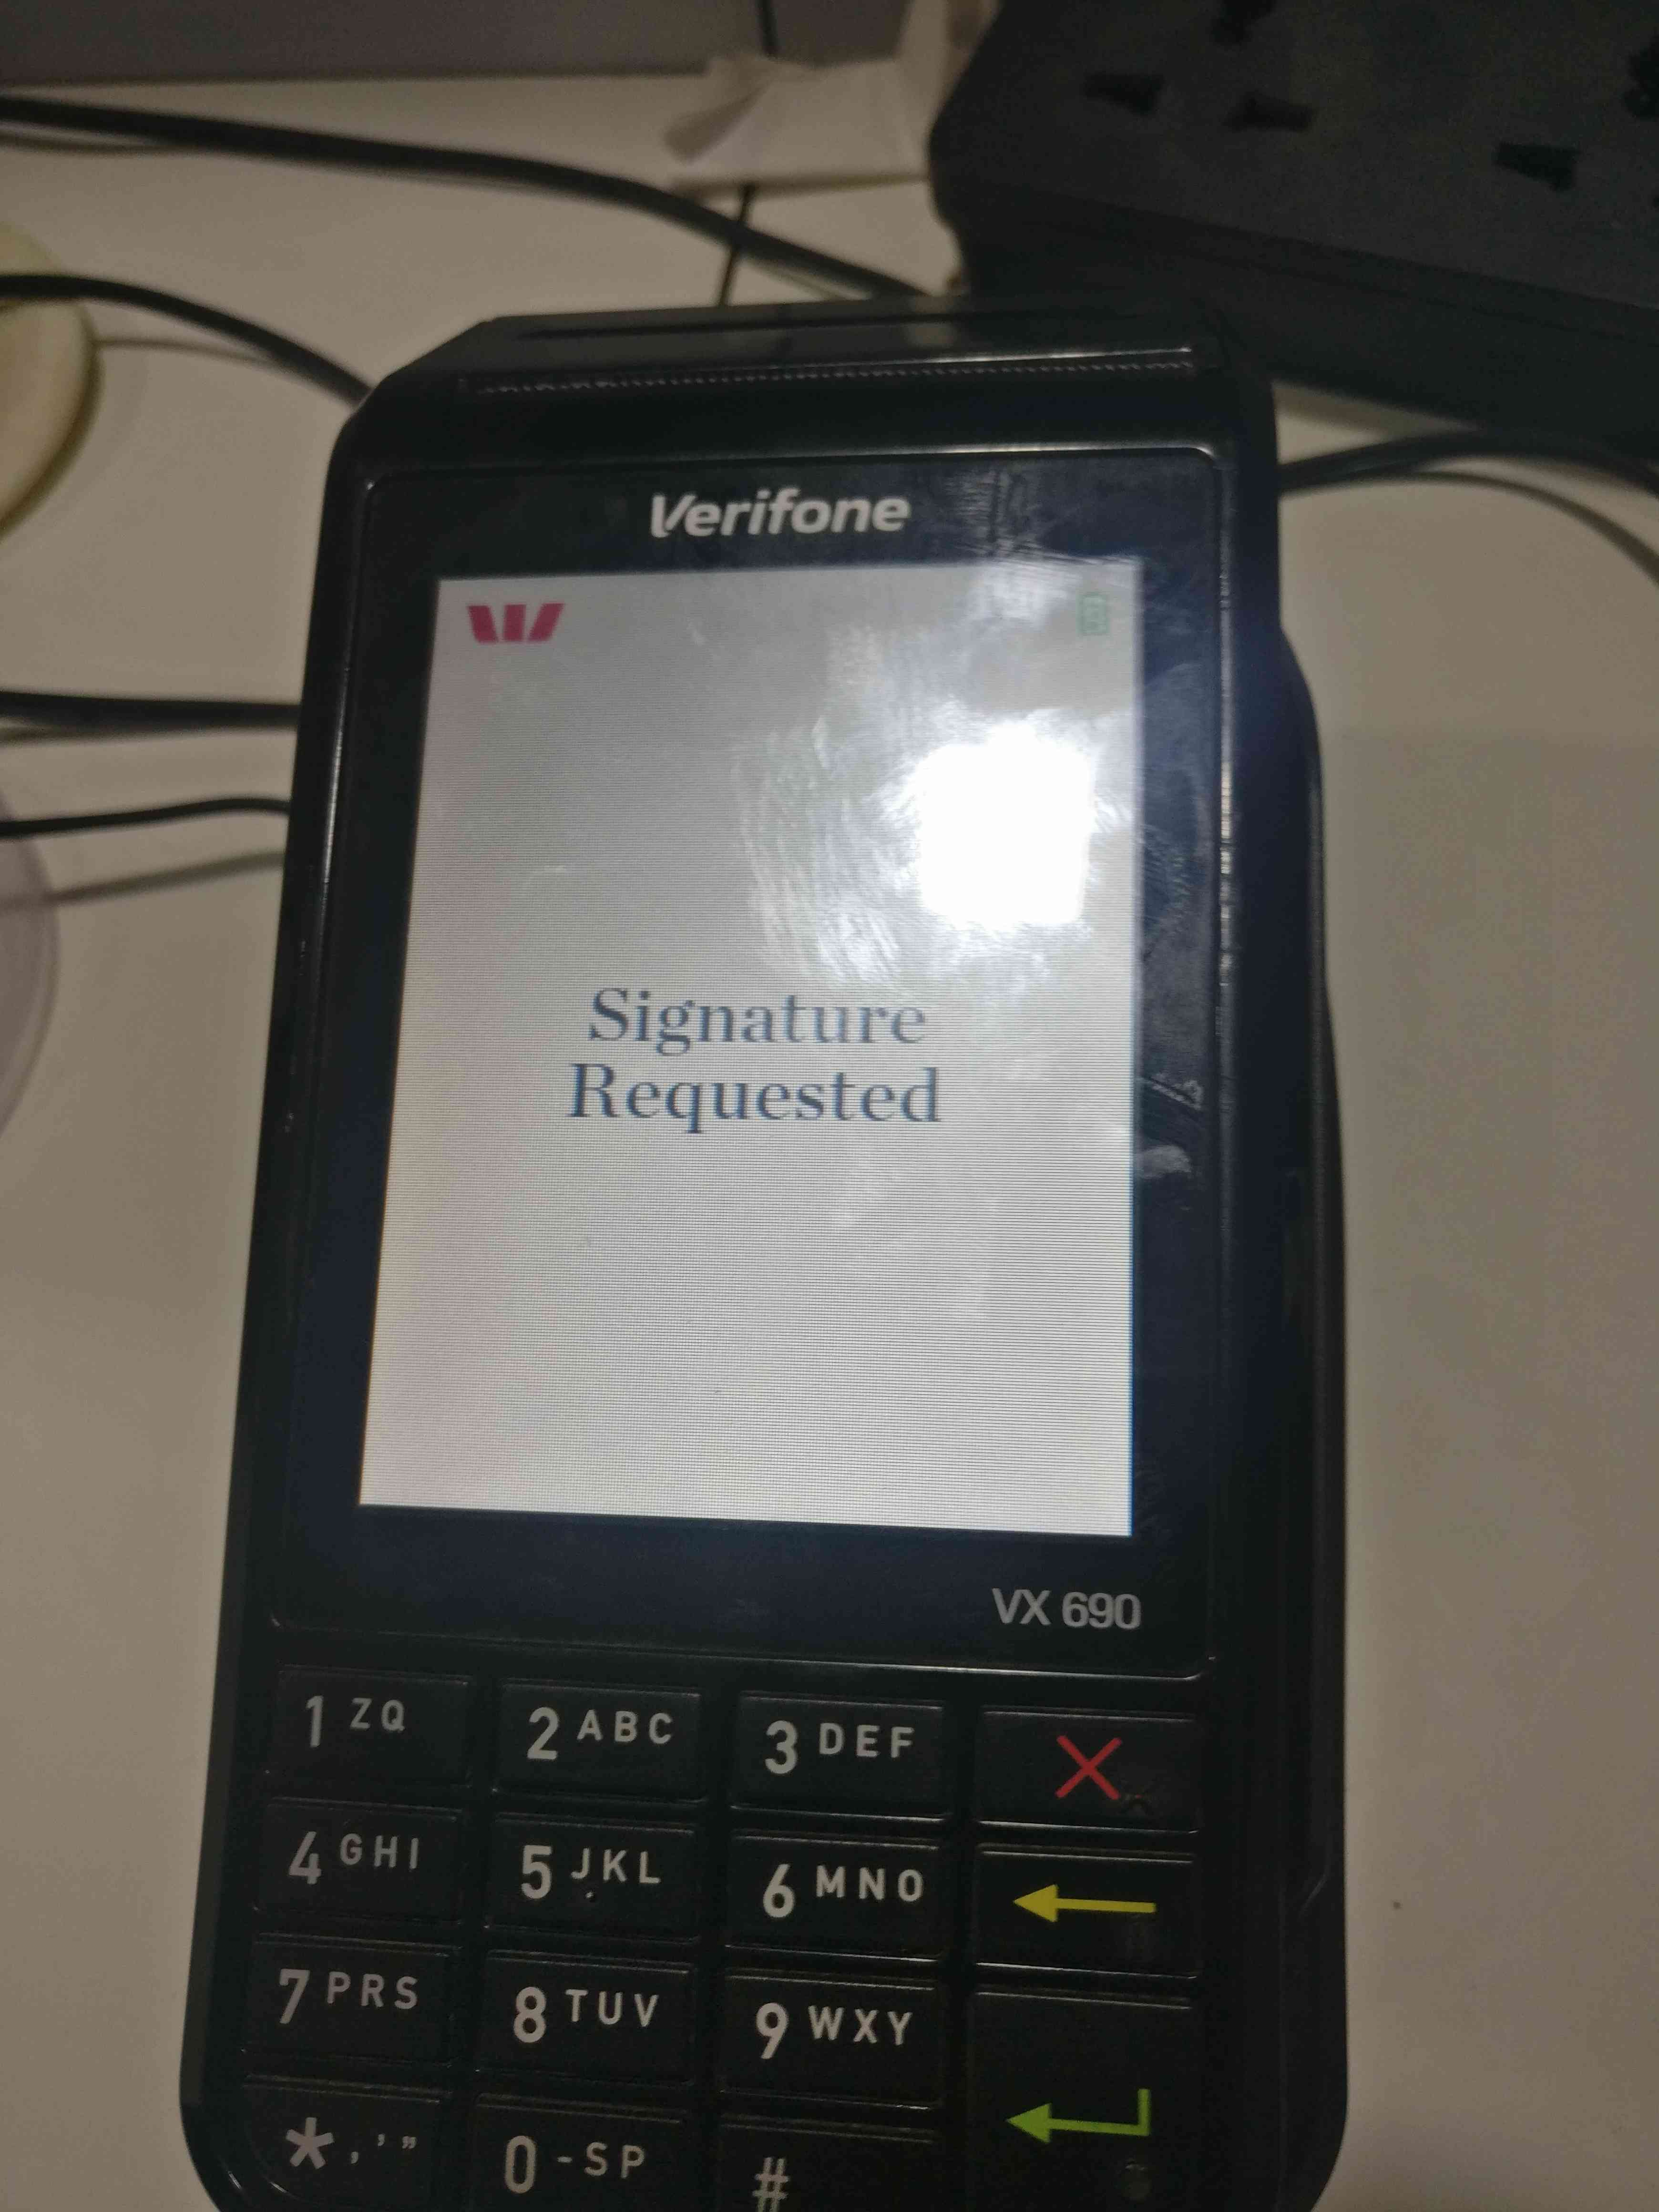 Verifone
Signature
Requested
VX 690
1 ZQ
2 ABC
3 DEF
4 GHI
5 JKL
6 MNO
7 PRS
8 TUV
9 WXY
* , ' "
0 - SP
#